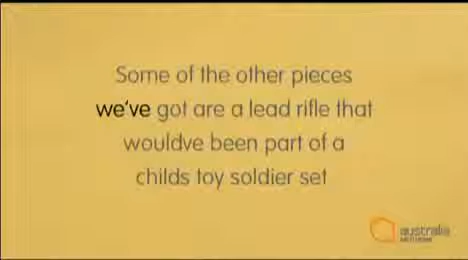 Some of the other pieces
we've got are a lead rifle that
wouldve been part of a
childs toy soldier set
australia
NETWORK